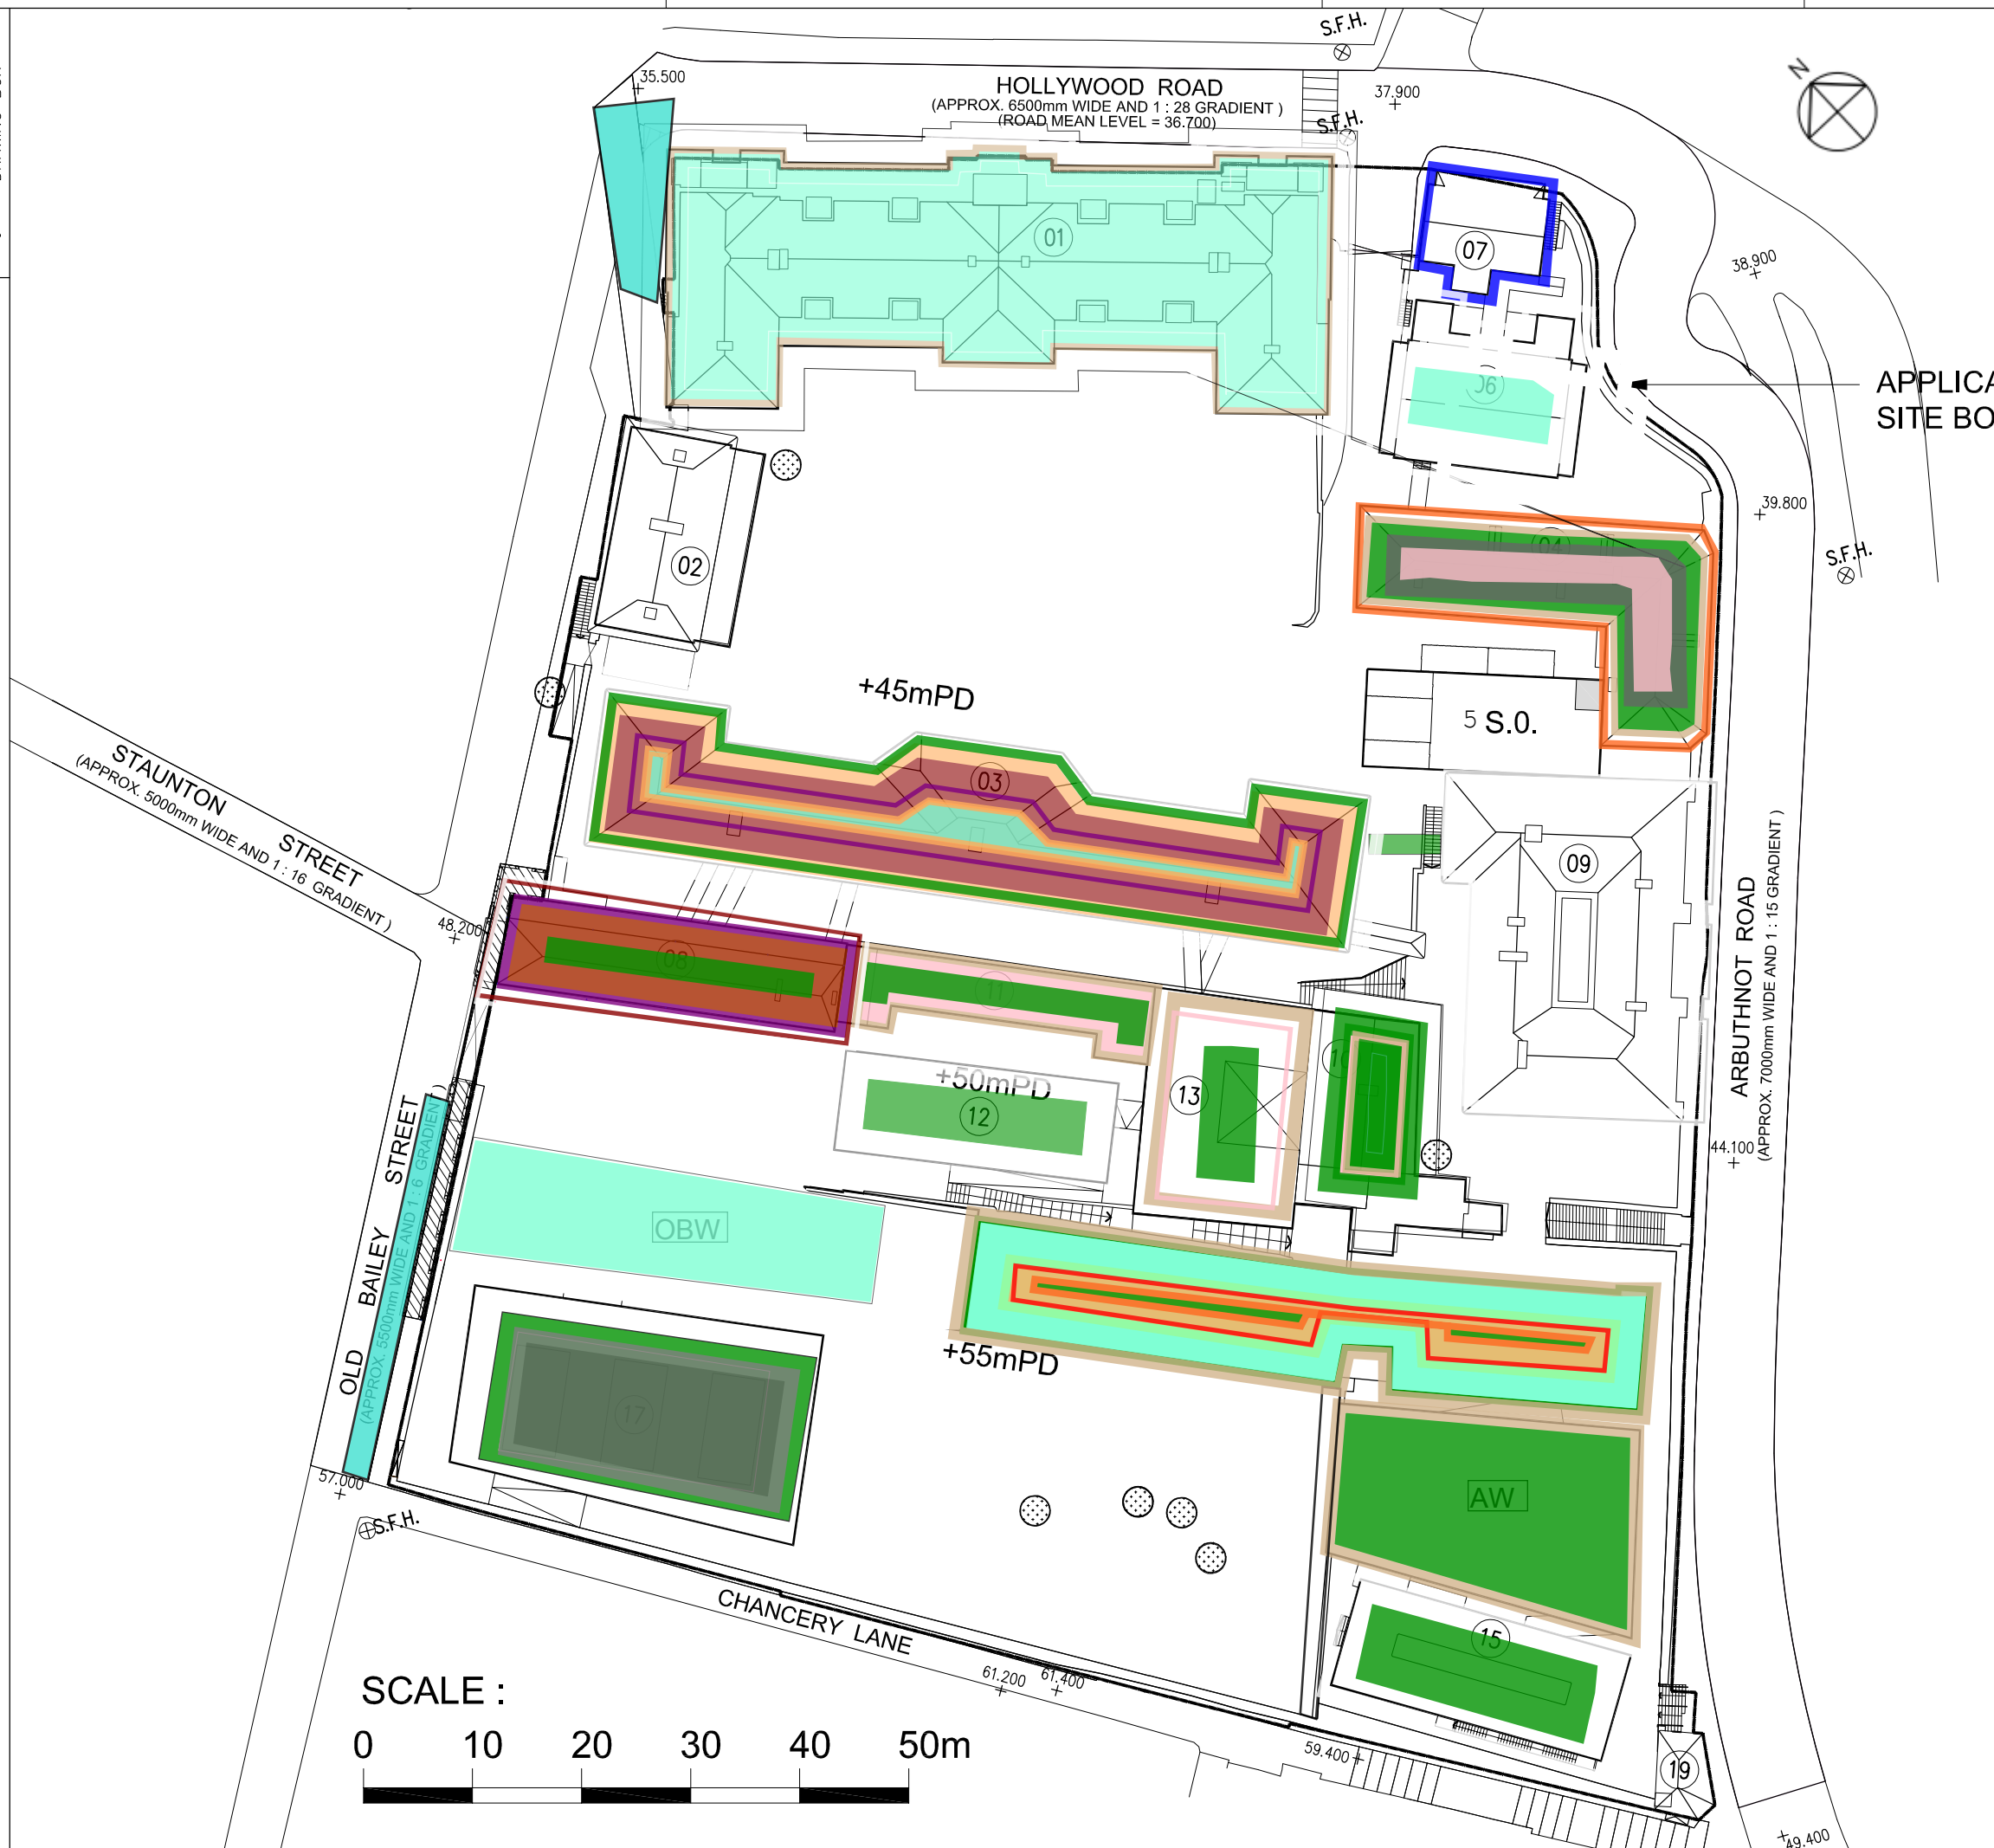 S.F.H.
35.500
HOLLYWOOD ROAD
(APPROX. 6500mm WIDE AND 1 : 28 GRADIENT )
(ROAD MEAN LEVEL = 36.700)
37.900
N
S.F.H.
01
07
38.900
06
APPLICA
SITE BO
39.800
04
S.F.H.
02
+45mPD
5 S.O.
03
STAUNTON STREET
(APPROX. 5000mm WIDE AND 1 : 16 GRADIENT )
09
48.200
08
11
ARBUTHNOT ROAD
(APPROX. 7000mm WIDE AND 1 : 15 GRADIENT )
+50mPD
12
13
44.100
OLD BAILEY STREET
(APPROX. 5500mm WIDE AND 1 : 6 GRADIENT )
OBW
+55mPD
17
57.000
S.F.H.
AW
CHANCERY LANE
15
61.200
61.400
59.400
19
SCALE :
0 10 20 30 40 50m
49.400